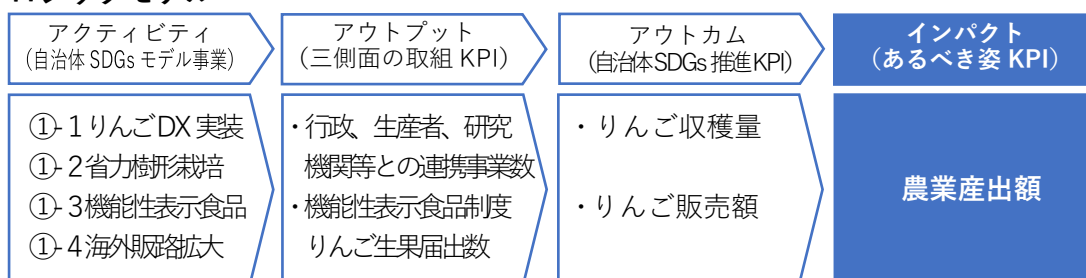 アクティビティ
(自治体SDGsモデル事業)
アウトプット
(三側面の取組KPI)
アウトカム
(自治体SDGs推進KPI)
インパクト
(あるべき姿KPI)
①-1りんごDX実装
①-2省力樹形栽培
①-3機能性表示食品
①-4海外販路拡大
・行政、生産者、研究
機関等との連携事業数
・機能性表示食品制度
りんご生果届出数
・りんご収穫量
・りんご販売額
農業産出額